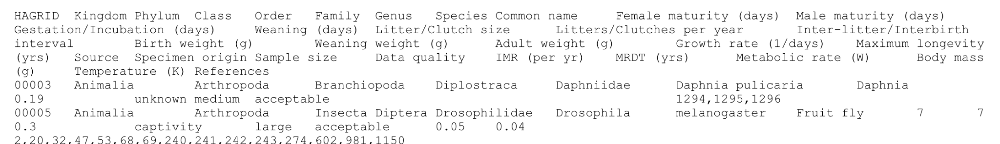 HAGRID Kingdom Phylum Class Order Family Genus Species Common name Female maturity (days) Male maturity (days)
Gestation/Incubation (days) Weaning (days) Litter/Clutch size Litters/Clutches per year Inter-litter/Interbirth
interval Birth weight (g) Weaning weight (g) Adult weight (g) Growth rate (1/days) Maximum longevity
(yrs) Source Specimen origin Sample size Data quality IMR (per yr) MRDT (yrs) Metabolic rate (W) Body mass
(g) Temperature (K) References
00003 Animalia Arthropoda Branchiopoda Diplostraca Daphniidae Daphnia pulicaria Daphnia
0.19 unknown medium acceptable 1294,1295,1296
00005 Animalia Arthropoda Insecta Diptera Drosophilidae Drosophila melanogaster Fruit fly 7 7
0.3 captivity large acceptable 0.05 0.04
2,20,32,47,53,68,69,240,241,242,243,274,602,981,1150